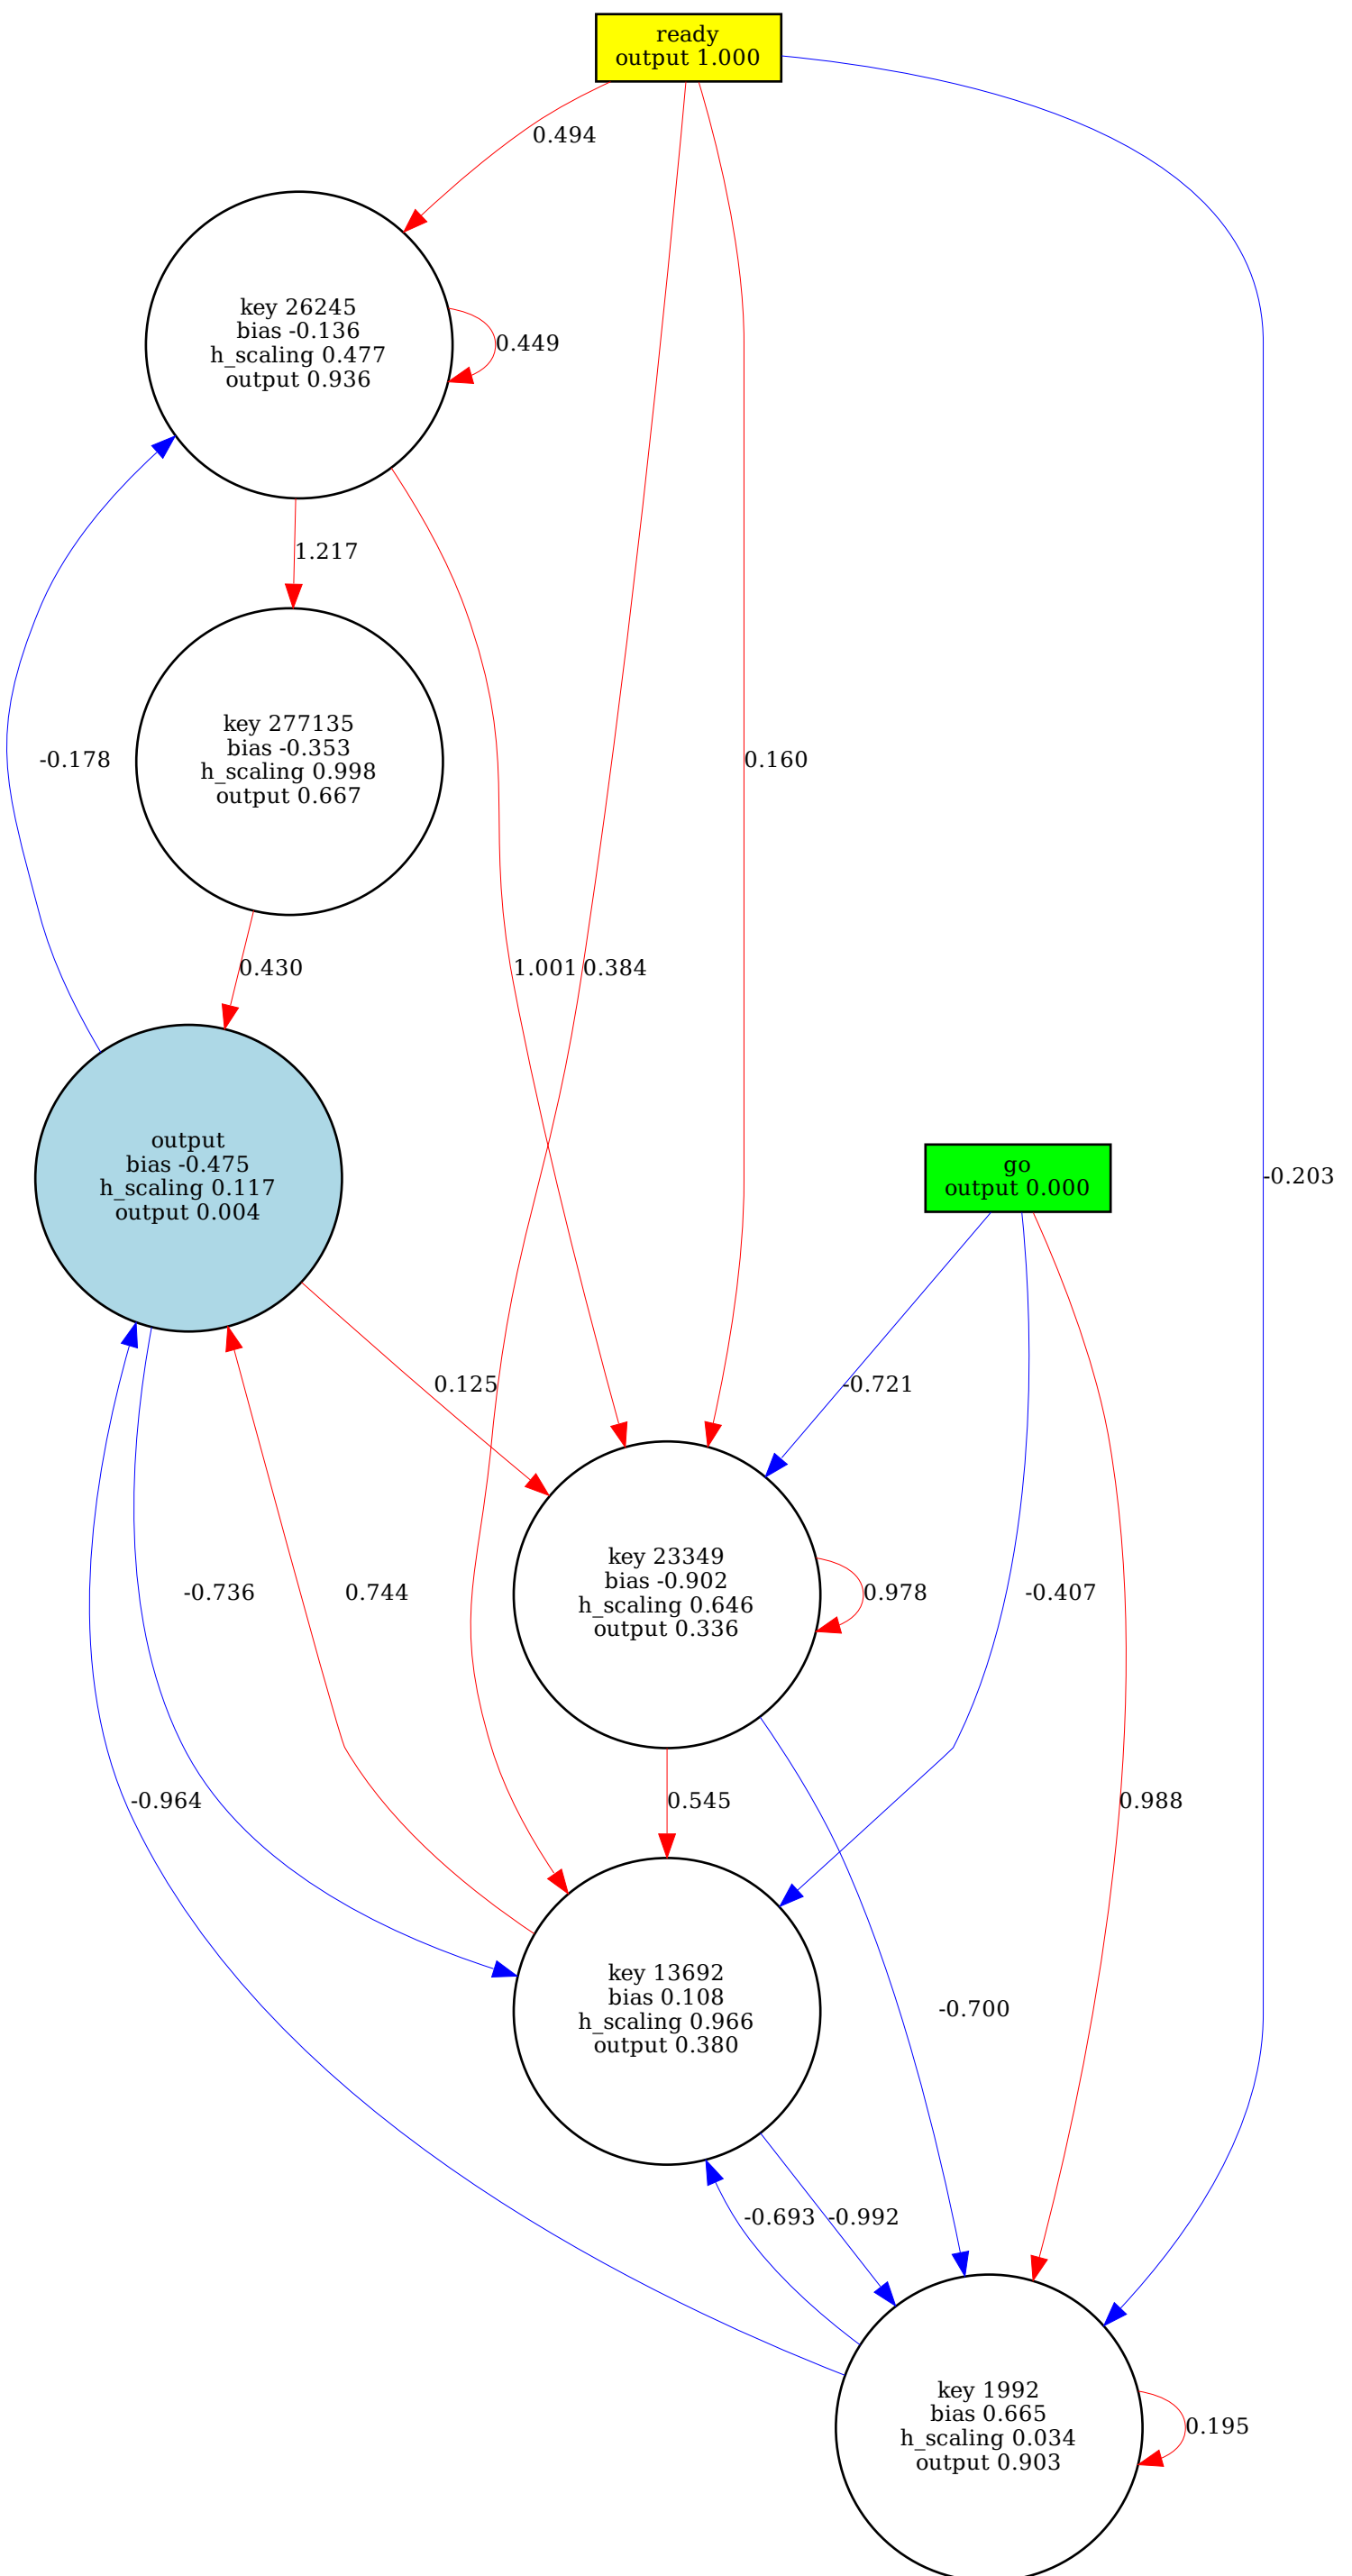 ready
output 1.000
0.494
key 26245
bias -0.136
h_scaling 0.477
output 0.936
0.449
1.217
key 277135
bias -0.353
h_scaling 0.998
output 0.667
-0.178
0.160
0.430
1.001
0.384
output
bias -0.475
h_scaling 0.117
output 0.004
go
output 0.000
-0.203
0.125
-0.721
key 23349
bias -0.902
h_scaling 0.646
output 0.336
0.978
-0.736
0.744
-0.407
-0.964
0.545
0.988
key 13692
bias 0.108
h_scaling 0.966
output 0.380
-0.700
-0.693
-0.992
key 1992
bias 0.665
h_scaling 0.034
output 0.903
0.195